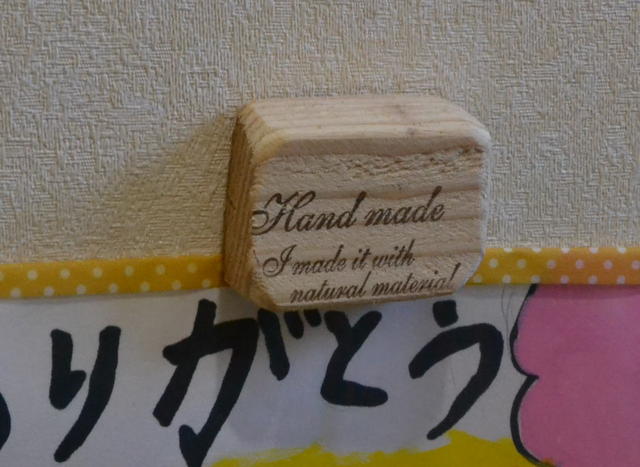 Hand made
I made it with
natural material
りがとう